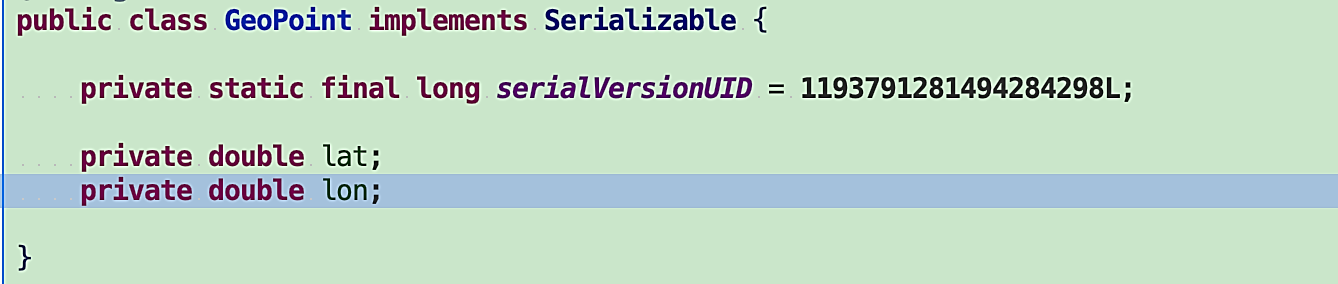 public class GeoPoint implements Serializable {
private static final long serialVersionUID = 1193791281494284298L;
private double lat;
private double lon;
}